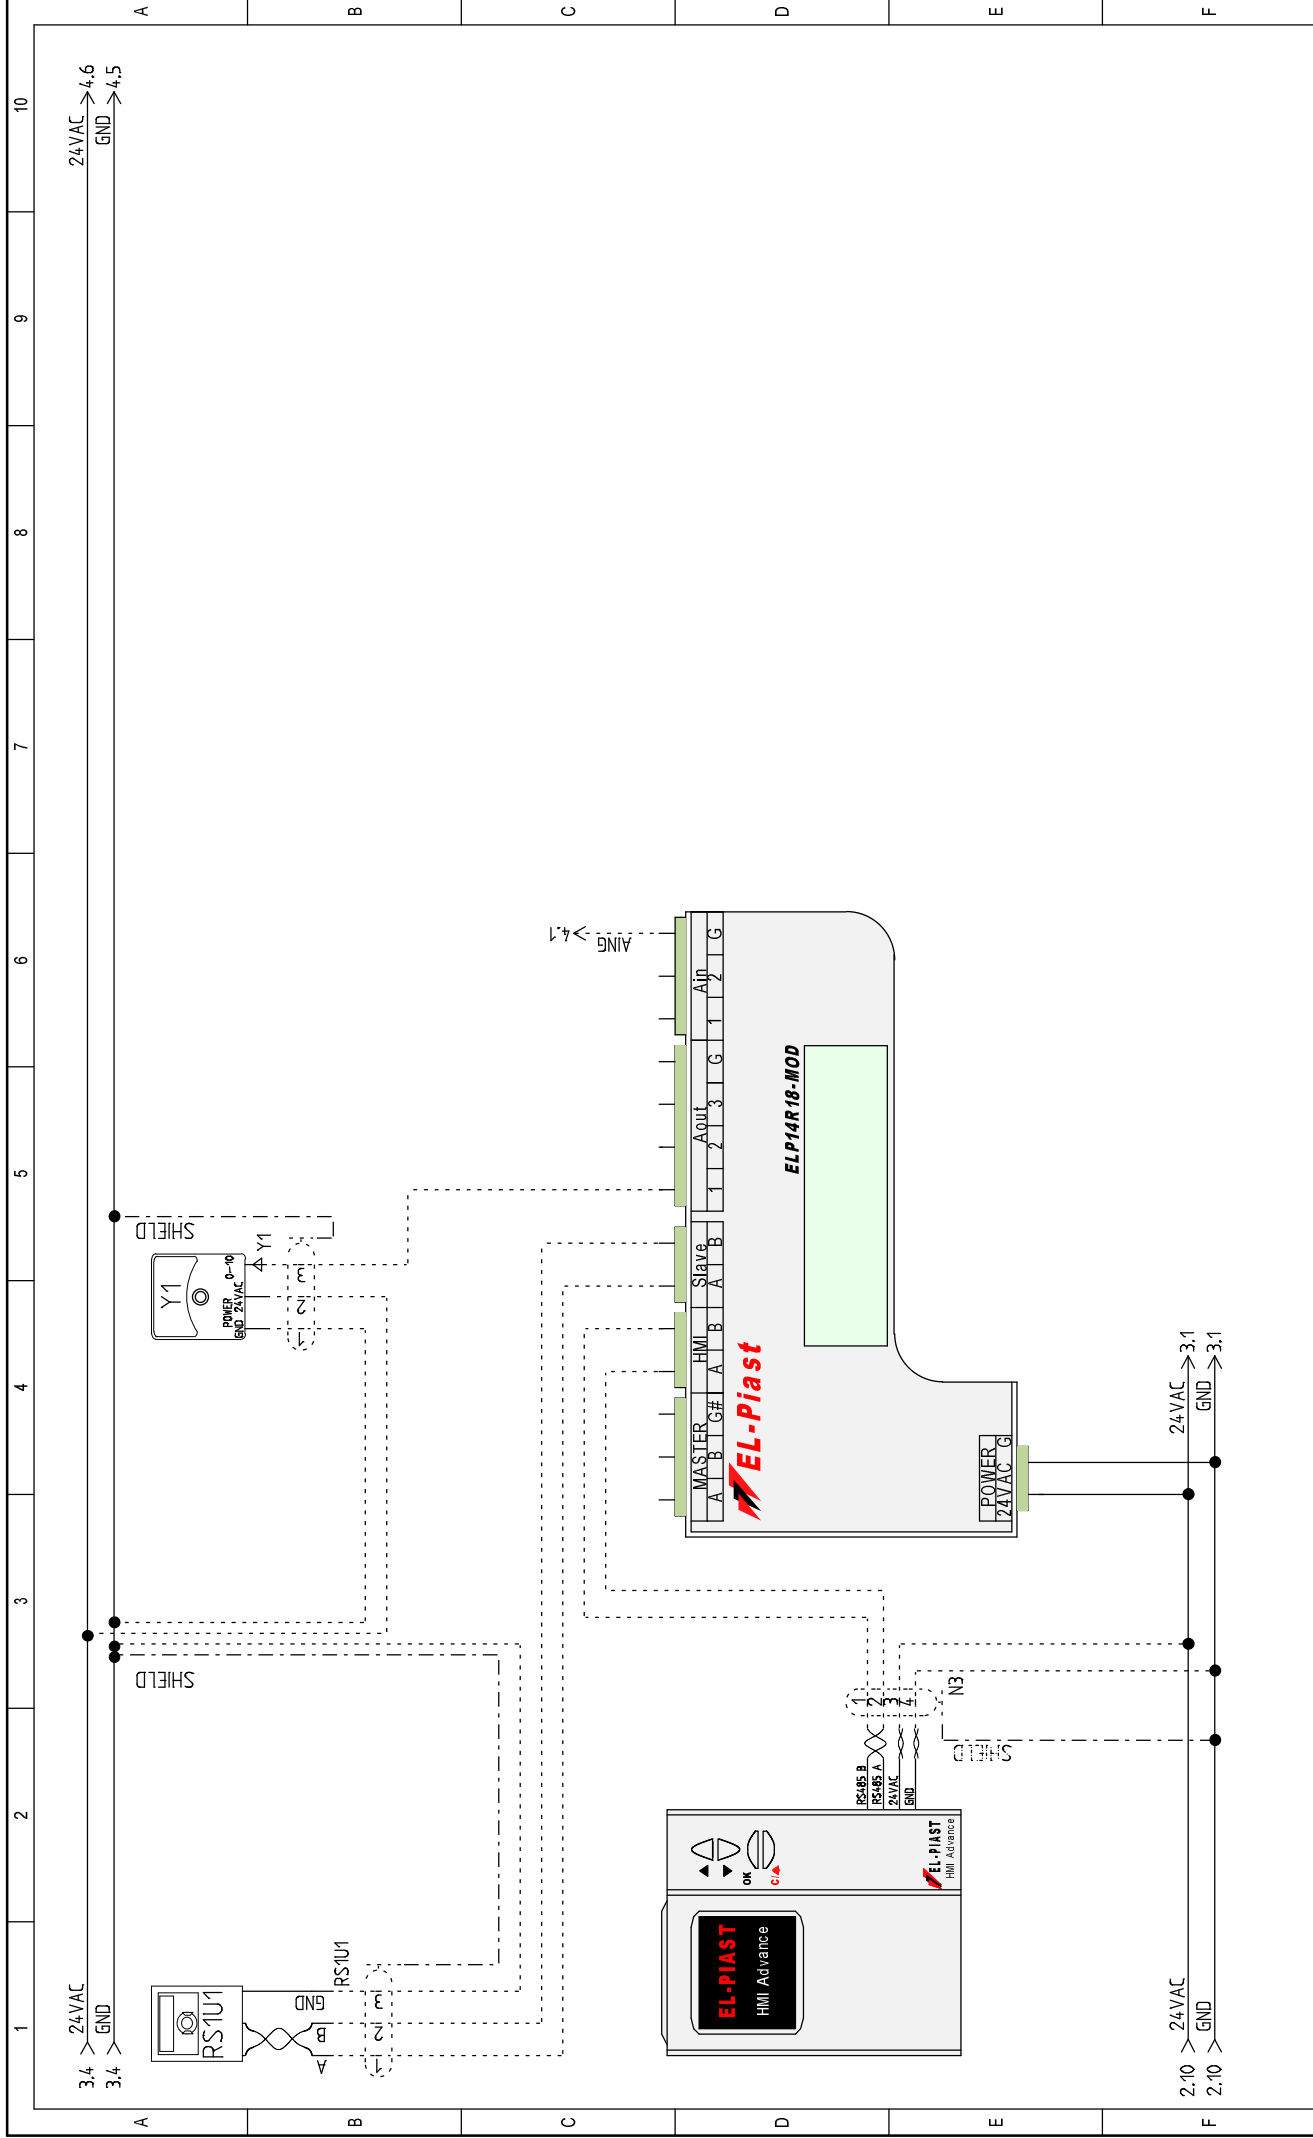 1 2 3 4 5 6 7 8 9 10
A
3.4 24VAC 24VAC 4.6
3.4 GND GND 4.5
SHIELD
SHIELD
RS1U1
Y1
POWER
GND 24VAC 0-10
Y1
A B GND
RS1U1
1 2 3
1 2 3
B
C
4.1
AING
MASTER HMI Slave Aout Ain
A B G# A B A B 1 2 3 G 1 2 G
EL-Piast
ELP14R18-MOD
D
EL-PIAST
HMI Advance
OK
C/
RS485 B
RS485 A
24VAC
GND
1
2
3
4
EL-PIAST
HMI Advance
N3
SHIELD
POWER
24VAC G
E
2.10 24VAC 24VAC 3.1
2.10 GND GND 3.1
F
A
B
C
D
E
F